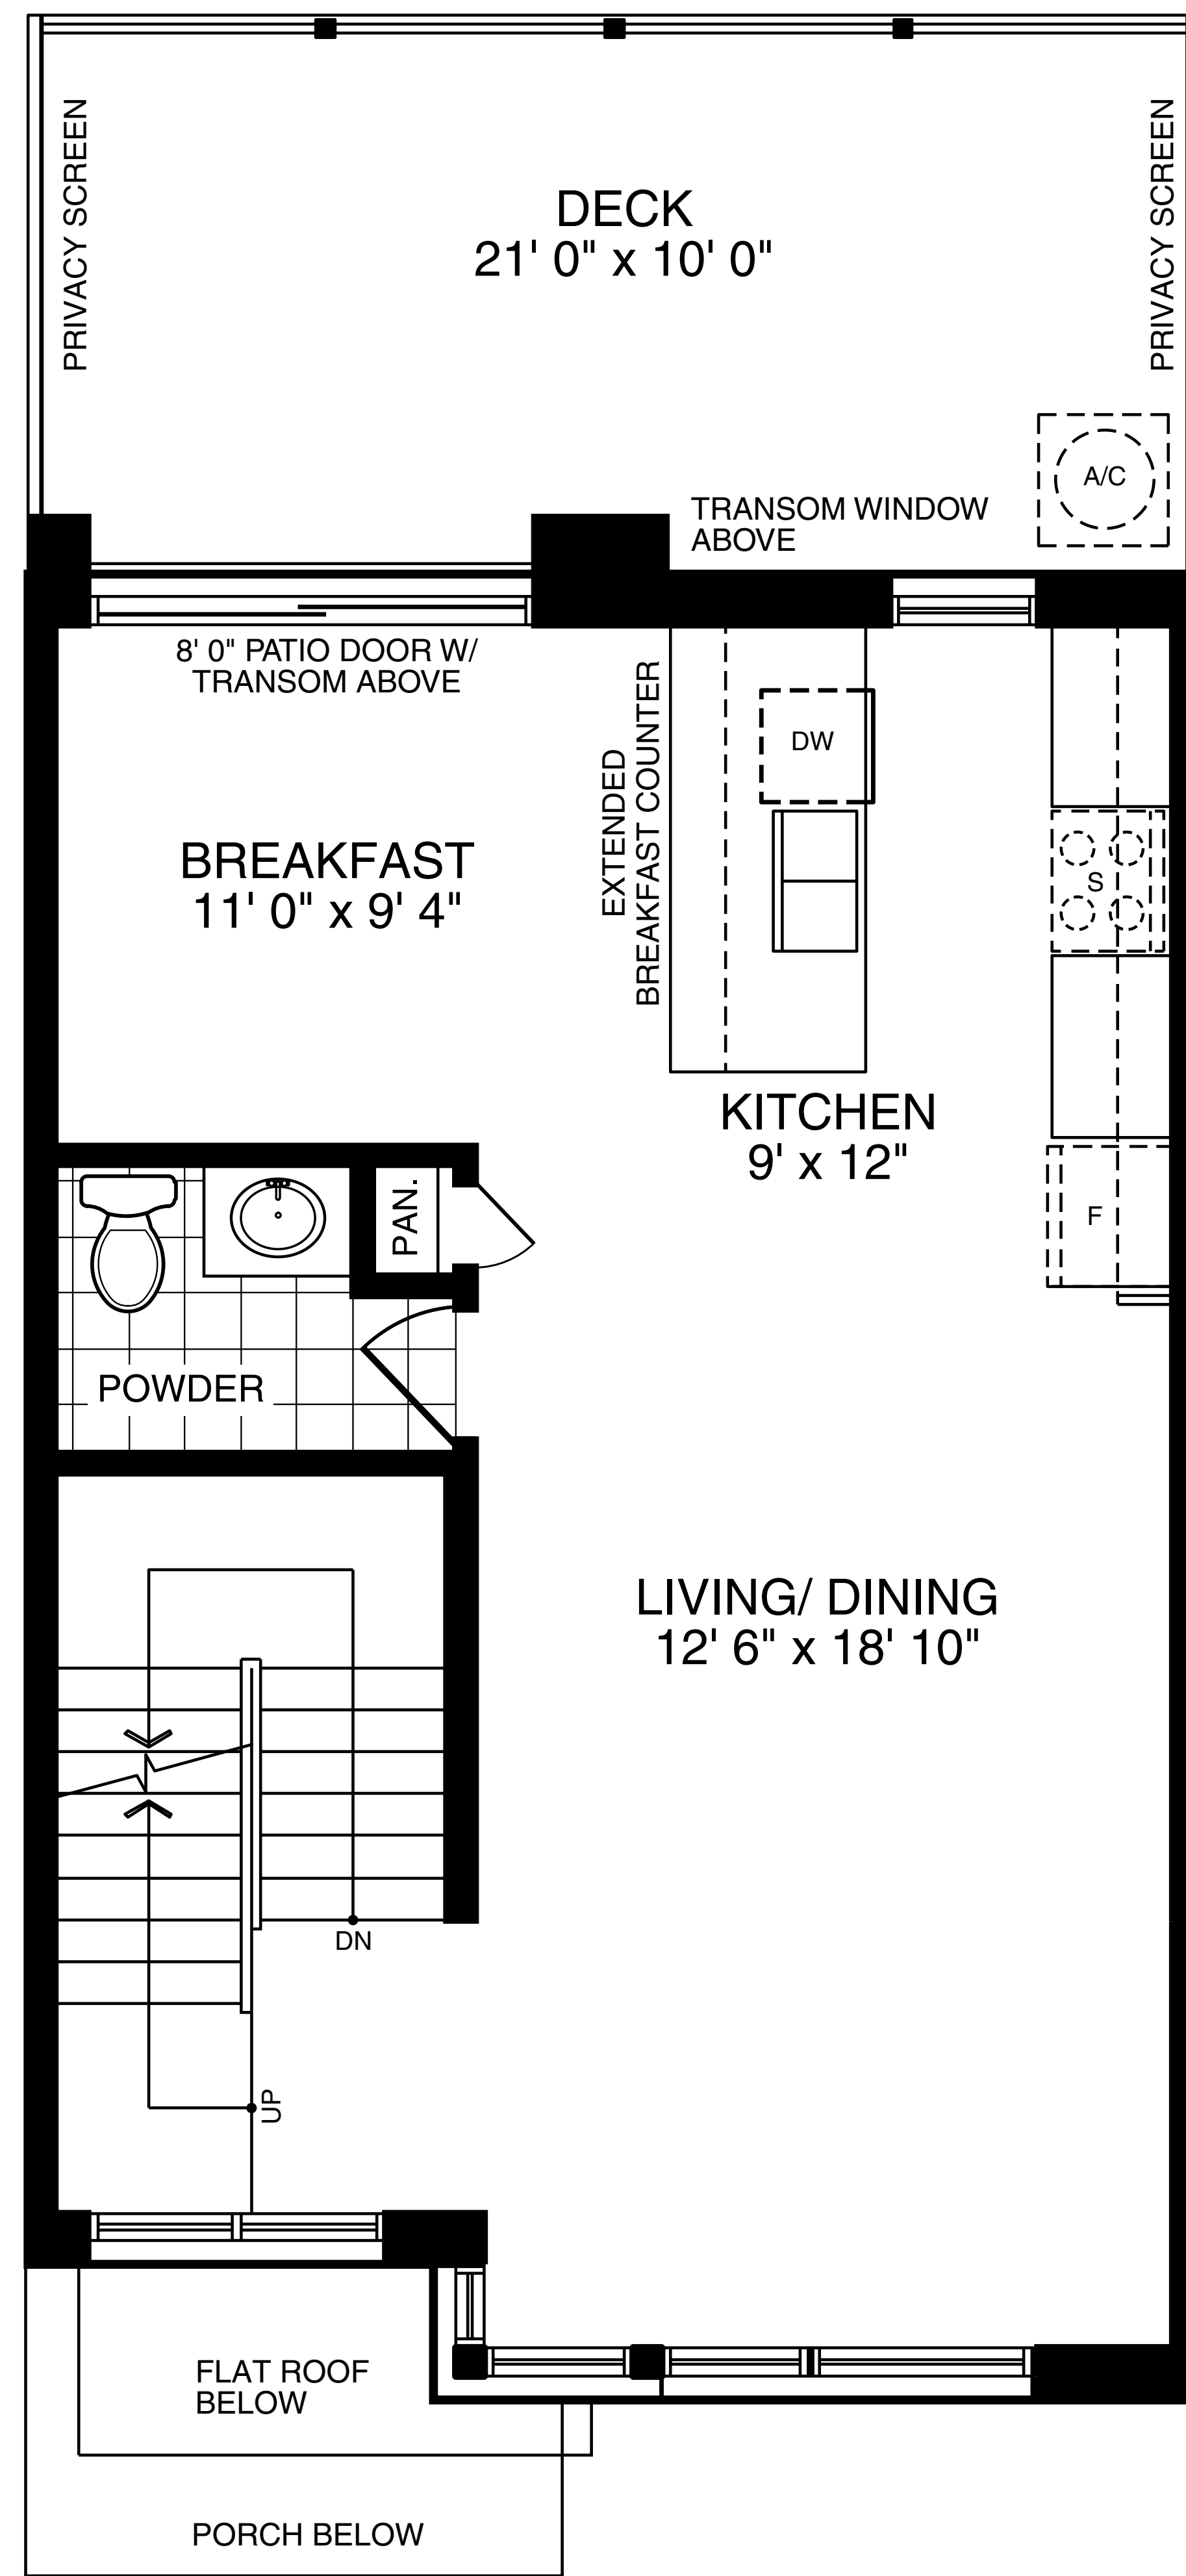 PRIVACY SCREEN
PRIVACY SCREEN
DECK
21' 0" x 10' 0"
A/C
TRANSOM WINDOW
ABOVE
8' 0" PATIO DOOR W/
TRANSOM ABOVE
EXTENDED
BREAKFAST COUNTER
DW
BREAKFAST
11' 0" x 9' 4"
S
KITCHEN
9' x 12"
PAN.
F
POWDER
LIVING/ DINING
12' 6" x 18' 10"
DN
UP
FLAT ROOF
BELOW
PORCH BELOW